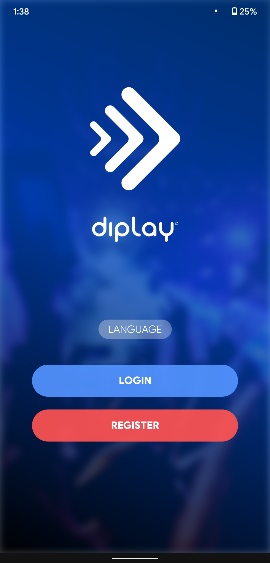 1:38 25%
diplay
LANGUAGE
LOGIN
REGISTER